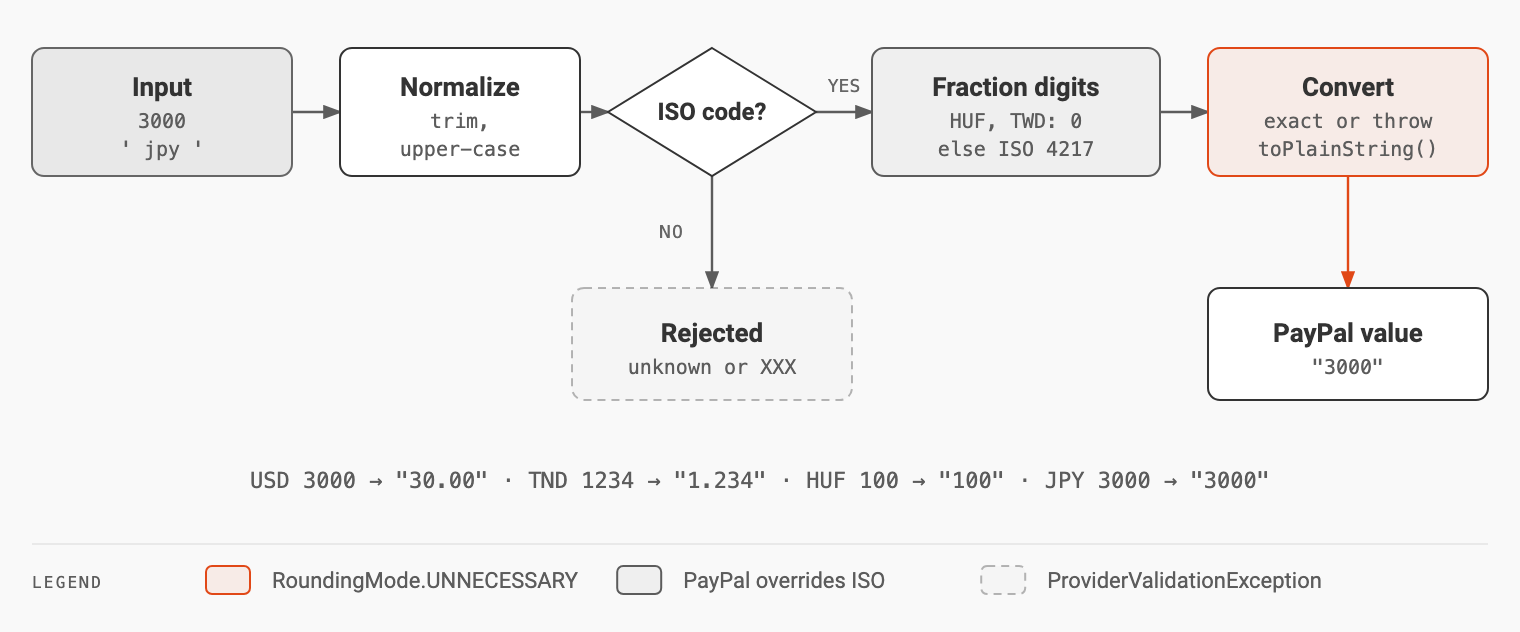 Input
3000
' jpy '
Normalize
trim,
upper-case
ISO code?
YES
Fraction digits
HUF, TWD: 0
else ISO 4217
Convert
exact or throw
toPlainString()
NO
Rejected
unknown or XXX
PayPal value
"3000"
USD 3000 → "30.00" · TND 1234 → "1.234" · HUF 100 → "100" · JPY 3000 → "3000"
LEGEND
RoundingMode.UNNECESSARY
PayPal overrides ISO
ProviderValidationException